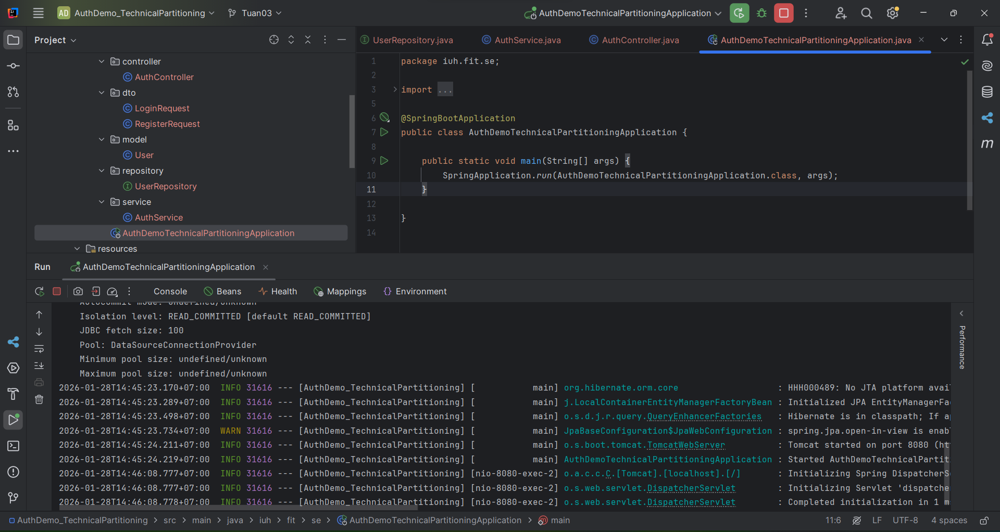 AD AuthDemo_TechnicalPartitioning Tuan03 AuthDemoTechnicalPartitioningApplication
Project
UserRepository.java AuthService.java AuthController.java AuthDemoTechnicalPartitioningApplication.java
controller
AuthController
dto
LoginRequest
RegisterRequest
model
User
repository
UserRepository
service
AuthService
AuthDemoTechnicalPartitioningApplication
resources
1 package iuh.fit.se;
2
3 import ...
5
6 @SpringBootApplication
7 public class AuthDemoTechnicalPartitioningApplication {
8
9 public static void main(String[] args) {
10 SpringApplication.run(AuthDemoTechnicalPartitioningApplication.class, args);
11 }
12
13 }
14
Run AuthDemoTechnicalPartitioningApplication
Console Beans Health Mappings Environment
Autocommit mode: undefined/unknown
Isolation level: READ_COMMITTED [default READ_COMMITTED]
JDBC fetch size: 100
Pool: DataSourceConnectionProvider
Minimum pool size: undefined/unknown
Maximum pool size: undefined/unknown
2026-01-28T14:45:23.170+07:00 INFO 31616 --- [AuthDemo_TechnicalPartitioning] [ main] org.hibernate.orm.core : HHH000489: No JTA platform avai
2026-01-28T14:45:23.289+07:00 INFO 31616 --- [AuthDemo_TechnicalPartitioning] [ main] j.LocalContainerEntityManagerFactoryBean : Initialized JPA EntityManagerFa
2026-01-28T14:45:23.498+07:00 INFO 31616 --- [AuthDemo_TechnicalPartitioning] [ main] o.s.d.j.r.query.QueryEnhancerFactories : Hibernate is in classpath; If a
2026-01-28T14:45:23.734+07:00 WARN 31616 --- [AuthDemo_TechnicalPartitioning] [ main] JpaBaseConfiguration$JpaWebConfiguration : spring.jpa.open-in-view is enab
2026-01-28T14:45:24.211+07:00 INFO 31616 --- [AuthDemo_TechnicalPartitioning] [ main] o.s.boot.tomcat.TomcatWebServer : Tomcat started on port 8080 (ht
2026-01-28T14:45:24.219+07:00 INFO 31616 --- [AuthDemo_TechnicalPartitioning] [ main] AuthDemoTechnicalPartitioningApplication : Started AuthDemoTechnicalPartit
2026-01-28T14:46:08.777+07:00 INFO 31616 --- [AuthDemo_TechnicalPartitioning] [nio-8080-exec-2] o.a.c.c.C.[Tomcat].[localhost].[/] : Initializing Spring DispatcherS
2026-01-28T14:46:08.777+07:00 INFO 31616 --- [AuthDemo_TechnicalPartitioning] [nio-8080-exec-2] o.s.web.servlet.DispatcherServlet : Initializing Servlet 'dispatche
2026-01-28T14:46:08.778+07:00 INFO 31616 --- [AuthDemo_TechnicalPartitioning] [nio-8080-exec-2] o.s.web.servlet.DispatcherServlet : Completed initialization in 1 m
Performance
AuthDemo_TechnicalPartitioning > src > main > java > iuh > fit > se > AuthDemoTechnicalPartitioningApplication > main 11:6 LF UTF-8 4 spaces